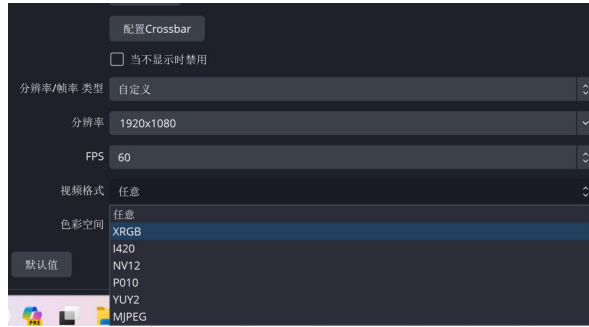 配置Crossbar
当不显示时禁用
分辨率/帧率 类型 自定义
分辨率 1920x1080
FPS 60
视频格式 任意
色彩空间 任意
XRGB
I420
NV12
默认值
P010
YUY2
MJPEG
PRE